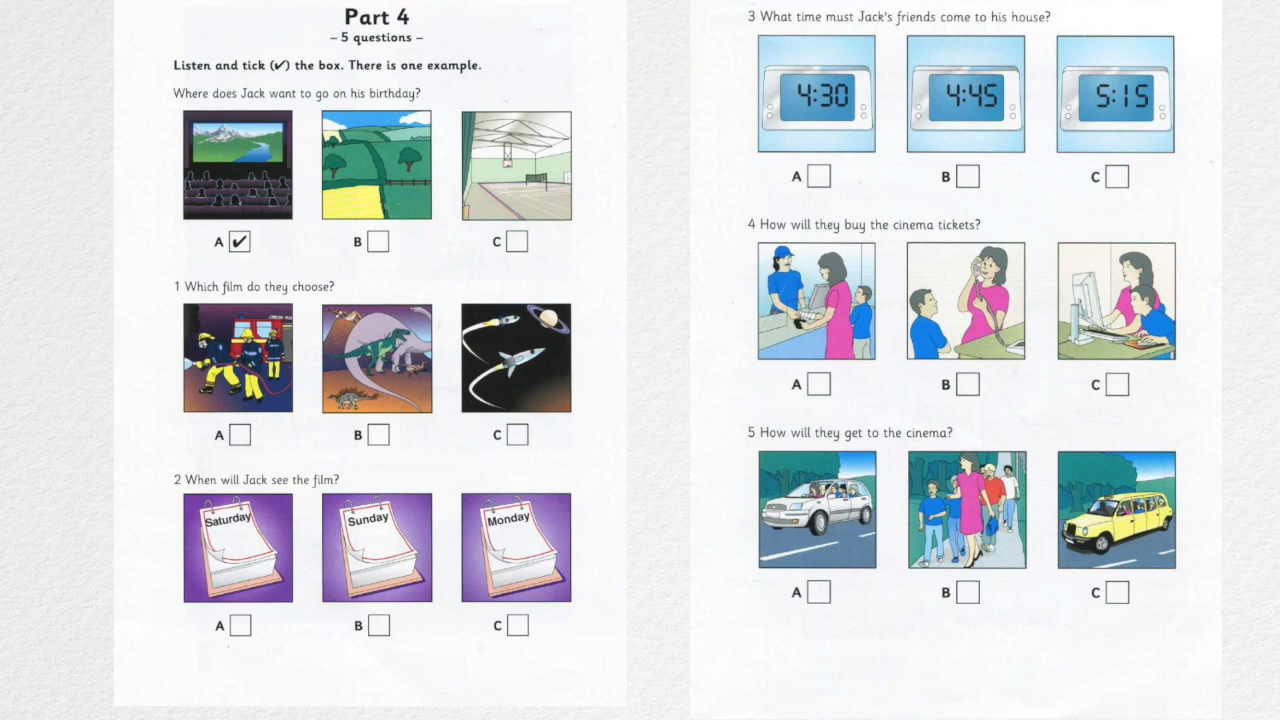 Part 4
– 5 questions –
Listen and tick (✔) the box. There is one example.
Where does Jack want to go on his birthday?
A ✔ B C
1 Which film do they choose?
A B C
2 When will Jack see the film?
Saturday Sunday Monday
A B C
3 What time must Jack's friends come to his house?
4:30 4:45 5:15
A B C
4 How will they buy the cinema tickets?
A B C
5 How will they get to the cinema?
A B C